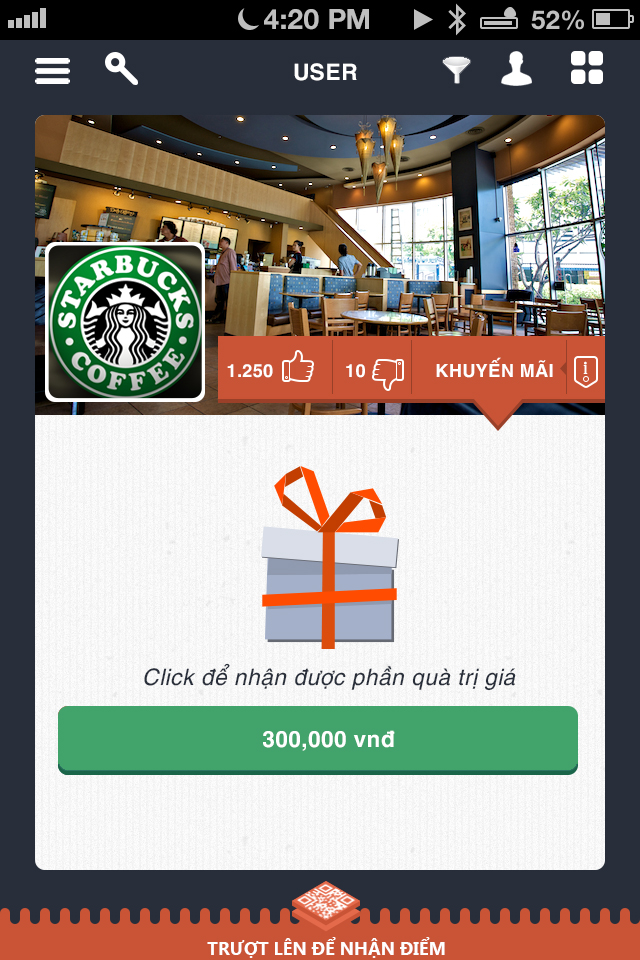 4:20 PM
52%
USER
STARBUCKS
COFFEE
1.250
10
KHUYẾN MÃI
i
Click để nhận được phần quà trị giá
300,000 vnđ
TRƯỢT LÊN ĐỂ NHẬN ĐIỂM